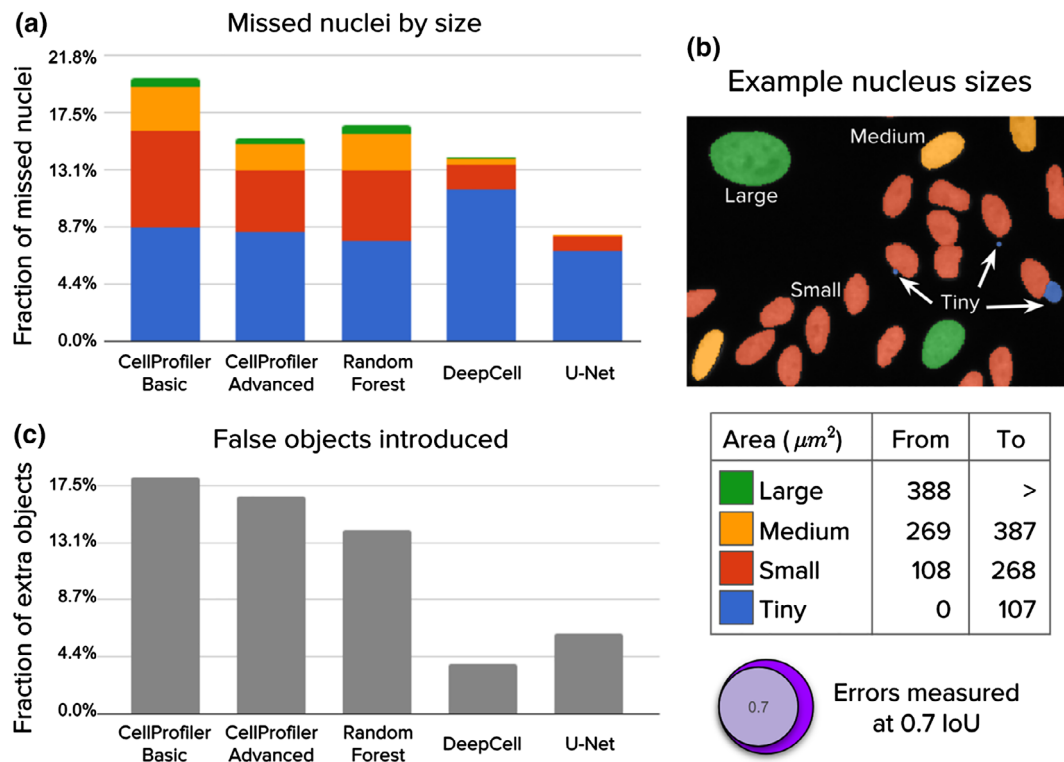 (a)
Missed nuclei by size
Fraction of missed nuclei
21.8%
17.5%
13.1%
8.7%
4.4%
0.0%
CellProfiler
Basic
CellProfiler
Advanced
Random
Forest
DeepCell
U-Net
(b)
Example nucleus sizes
Medium
Large
Small
Tiny
Area (μm²) From To
Large 388 >
Medium 269 387
Small 108 268
Tiny 0 107
0.7
Errors measured
at 0.7 IoU
(c)
False objects introduced
Fraction of extra objects
17.5%
13.1%
8.7%
4.4%
0.0%
CellProfiler
Basic
CellProfiler
Advanced
Random
Forest
DeepCell
U-Net